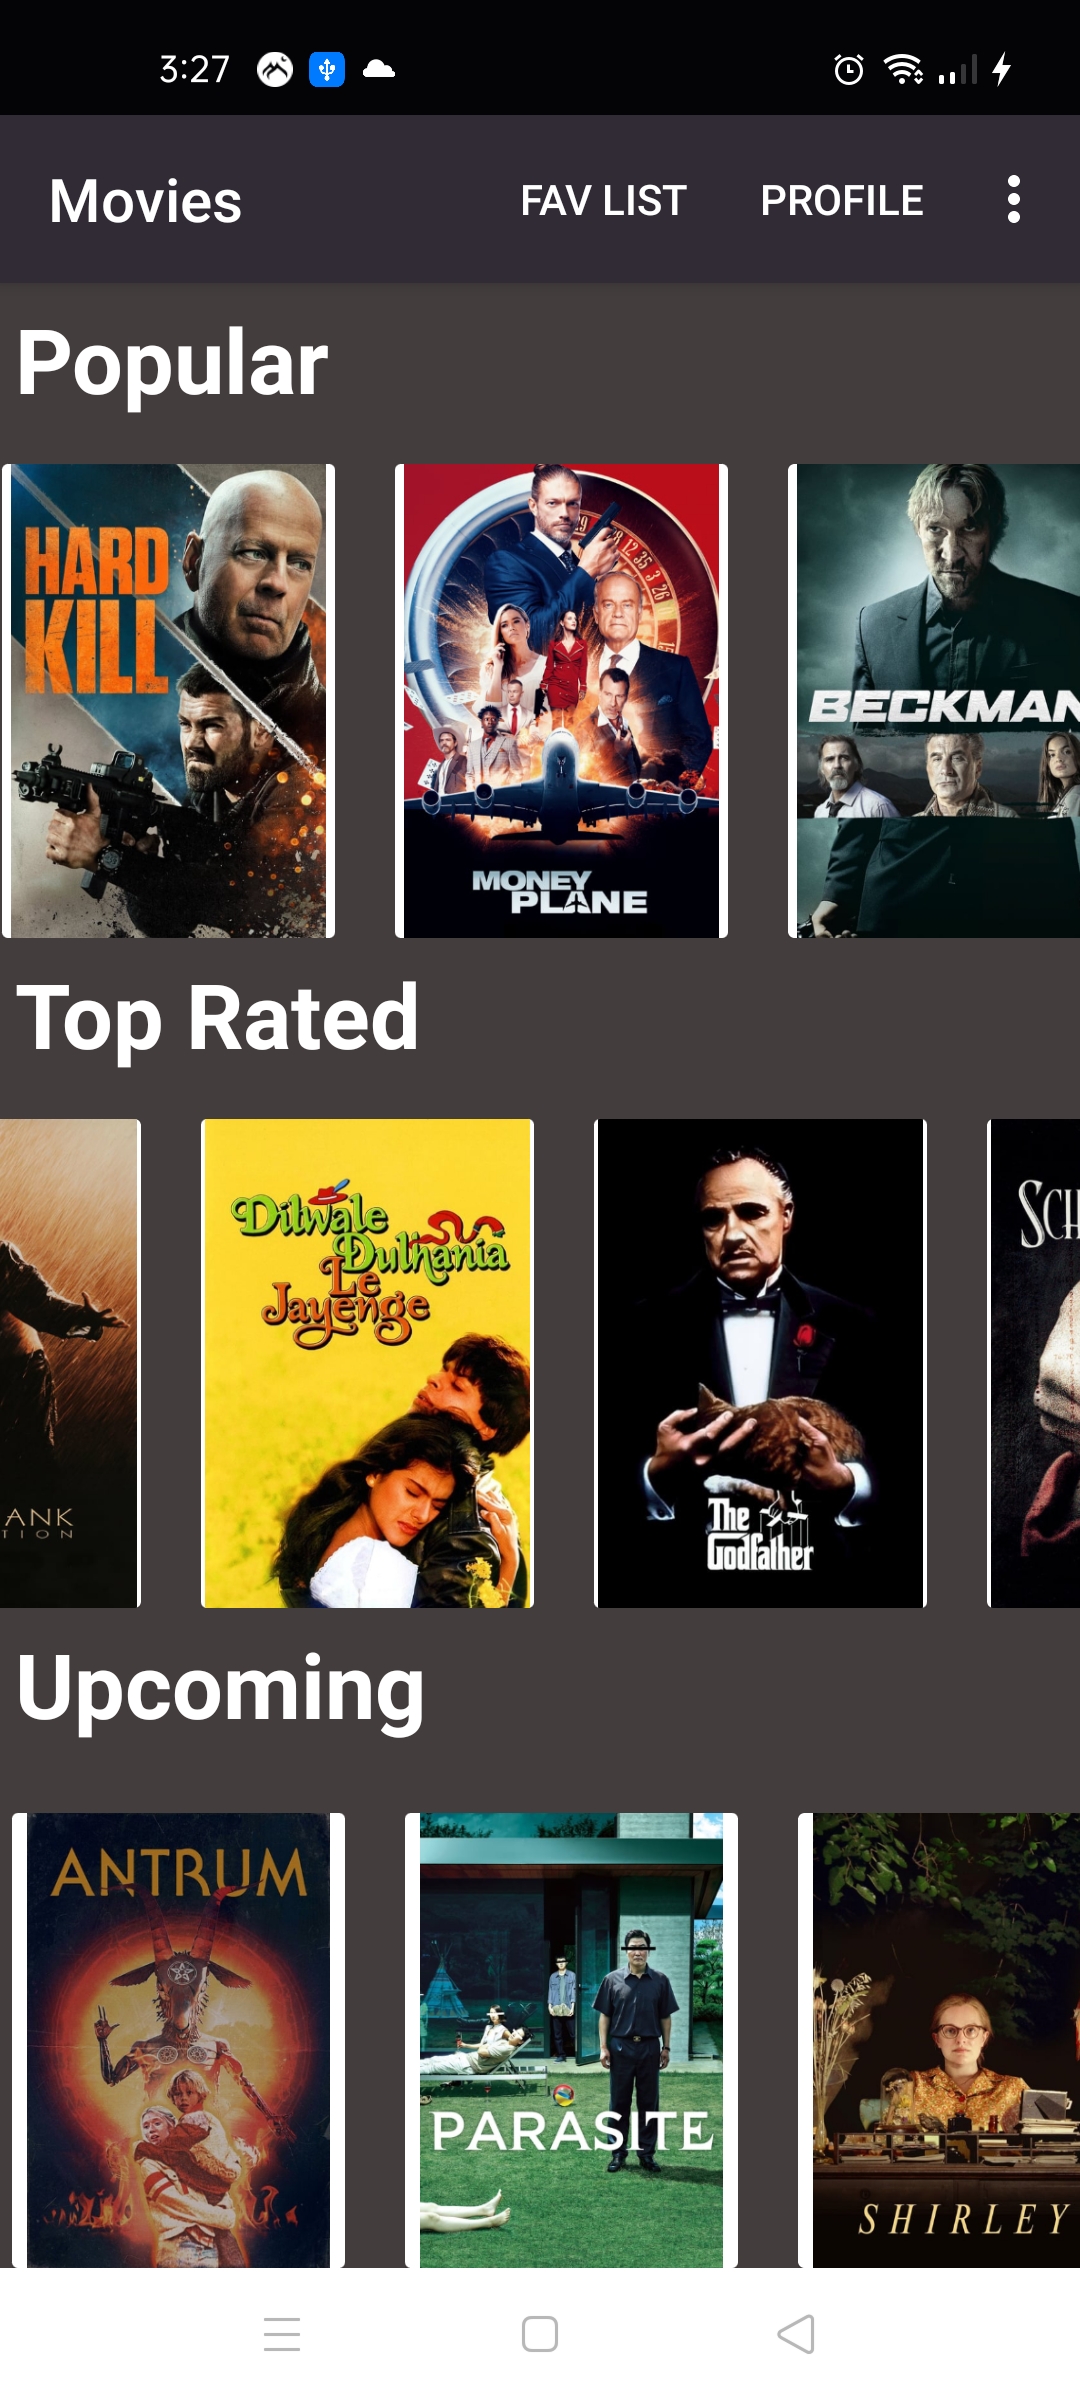 3:27
Movies FAV LIST PROFILE
Popular
HARD
KILL
MONEY
PLANE
BECKMAN
Top Rated
ANK
TION
Dilwale
Dulhania
Le
Jayenge
The
Godfather
SCH
Upcoming
ANTRUM
PARASITE
SHIRLEY